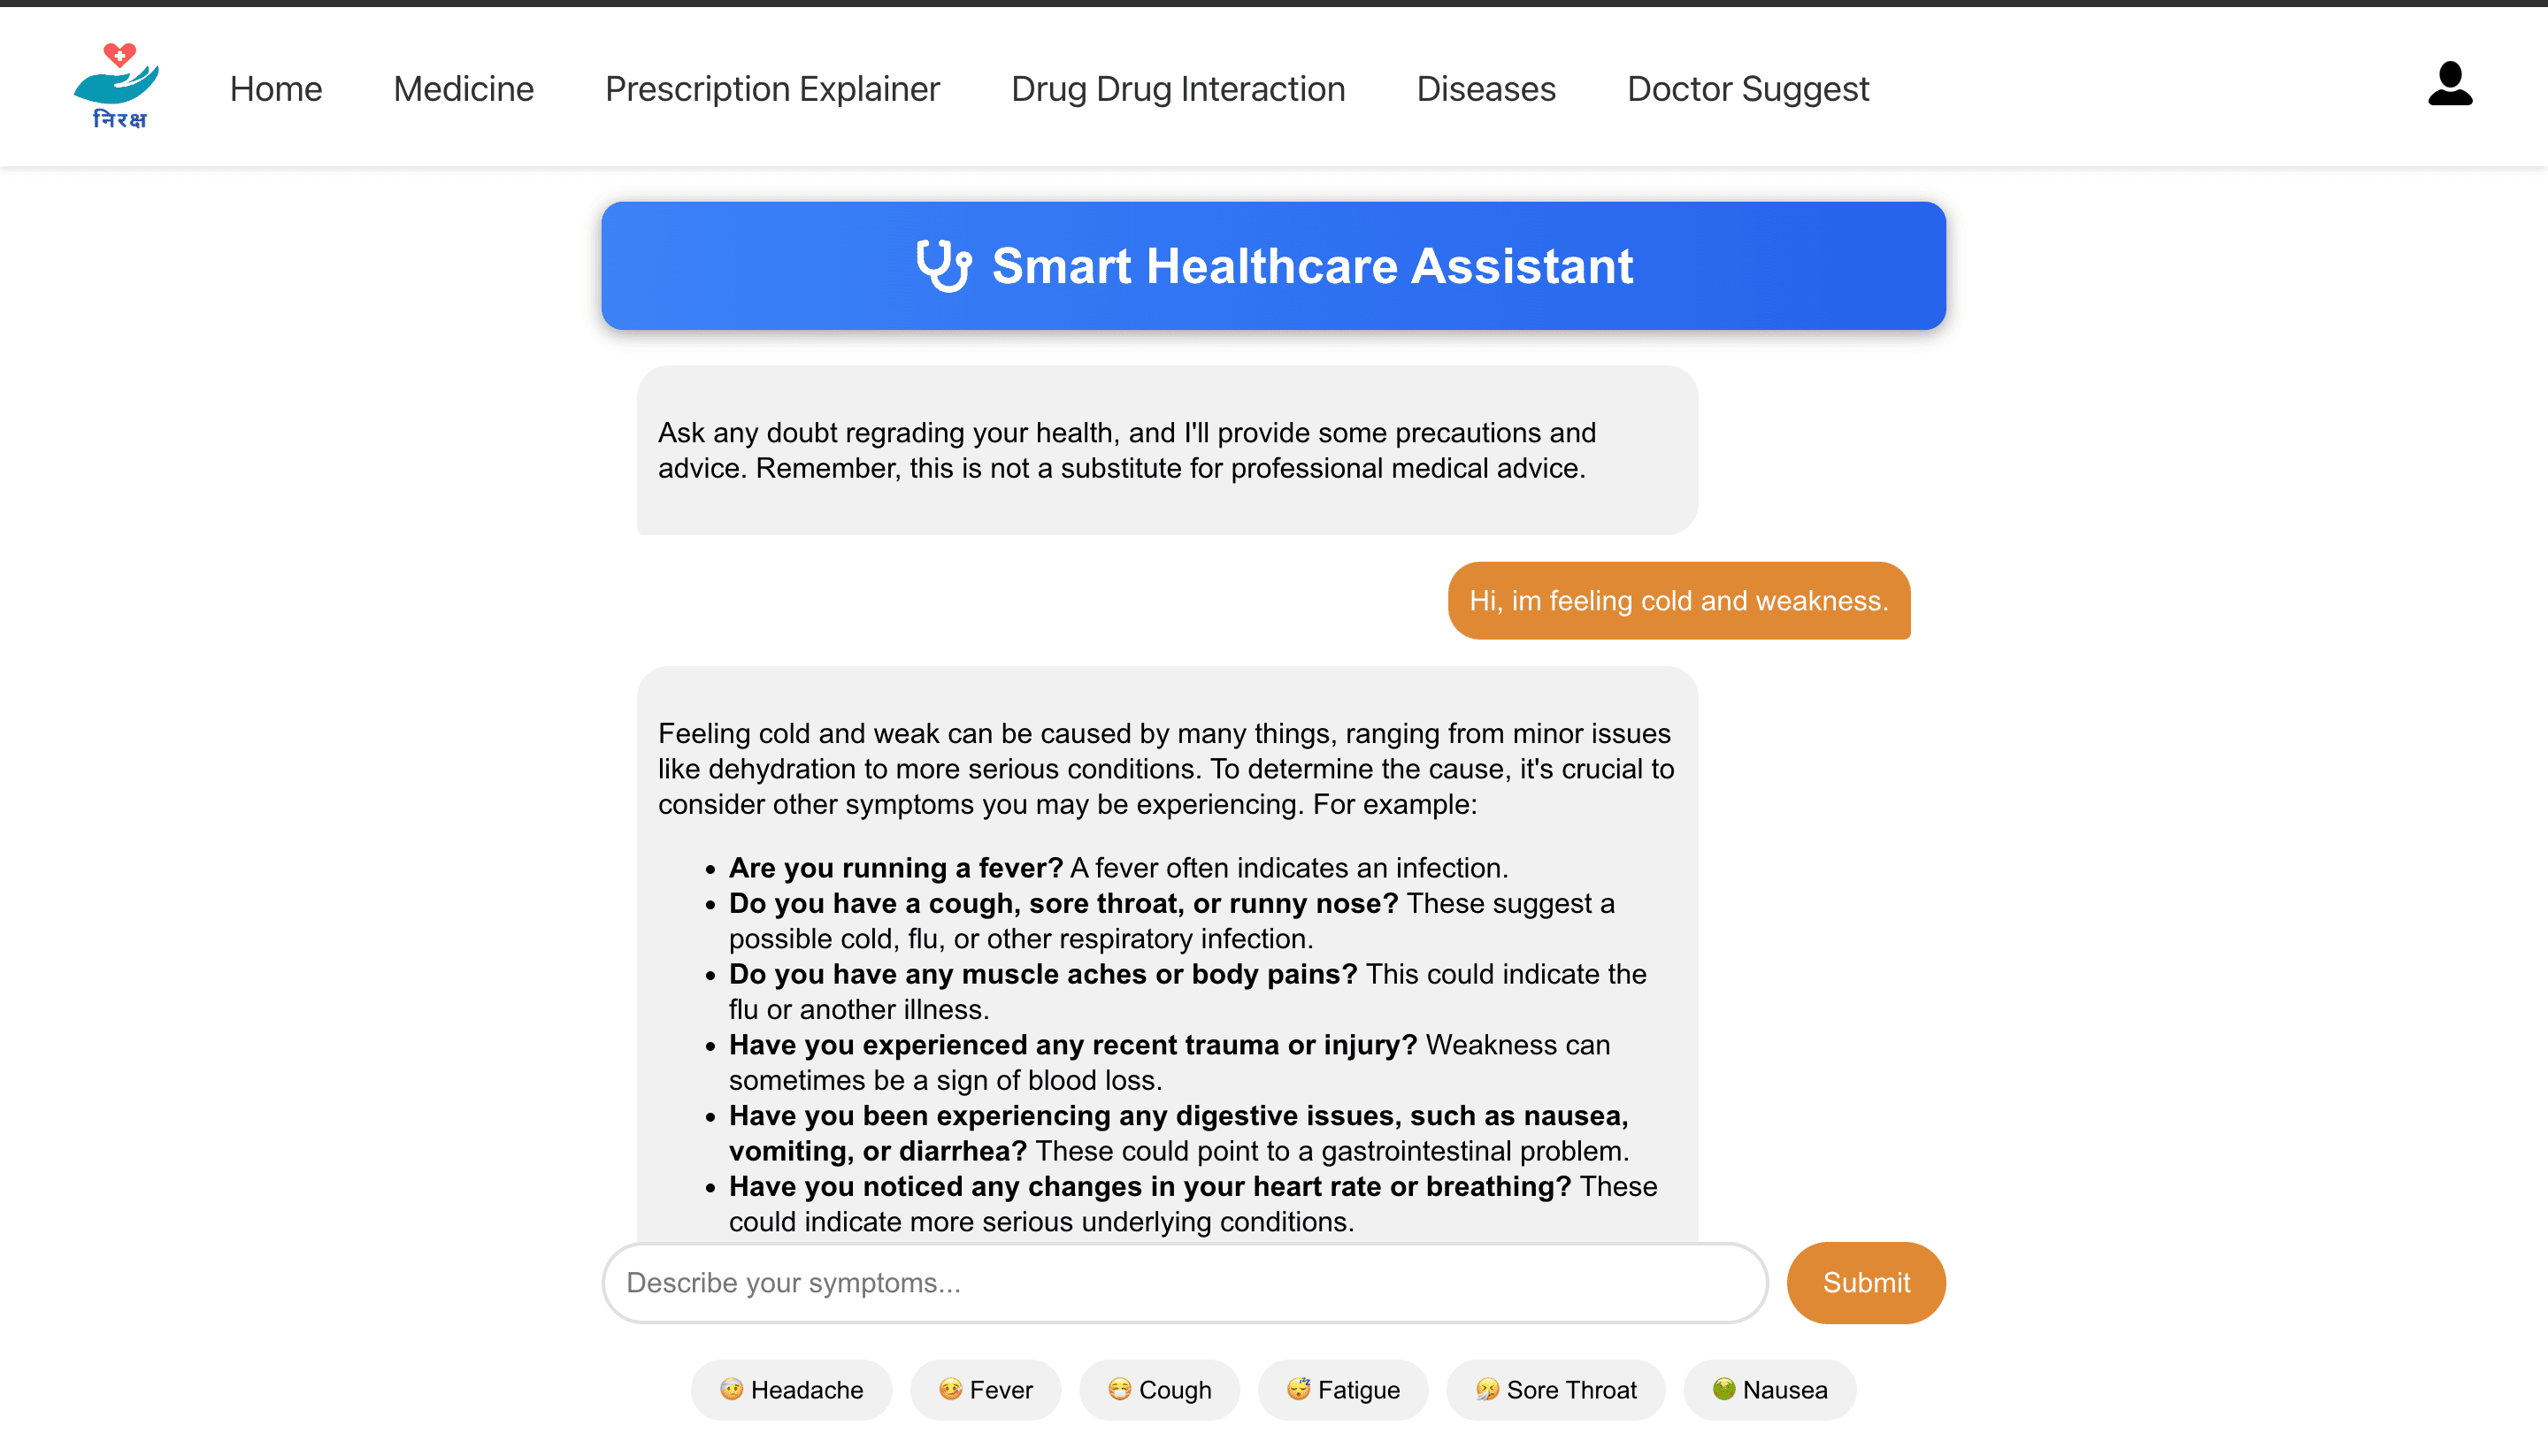 निरक्ष
Home
Medicine
Prescription Explainer
Drug Drug Interaction
Diseases
Doctor Suggest
Smart Healthcare Assistant
Ask any doubt regrading your health, and I'll provide some precautions and
advice. Remember, this is not a substitute for professional medical advice.
Hi, im feeling cold and weakness.
Feeling cold and weak can be caused by many things, ranging from minor issues
like dehydration to more serious conditions. To determine the cause, it's crucial to
consider other symptoms you may be experiencing. For example:
• Are you running a fever? A fever often indicates an infection.
• Do you have a cough, sore throat, or runny nose? These suggest a
possible cold, flu, or other respiratory infection.
• Do you have any muscle aches or body pains? This could indicate the
flu or another illness.
• Have you experienced any recent trauma or injury? Weakness can
sometimes be a sign of blood loss.
• Have you been experiencing any digestive issues, such as nausea,
vomiting, or diarrhea? These could point to a gastrointestinal problem.
• Have you noticed any changes in your heart rate or breathing? These
could indicate more serious underlying conditions.
Describe your symptoms...
Submit
Headache
Fever
Cough
Fatigue
Sore Throat
Nausea